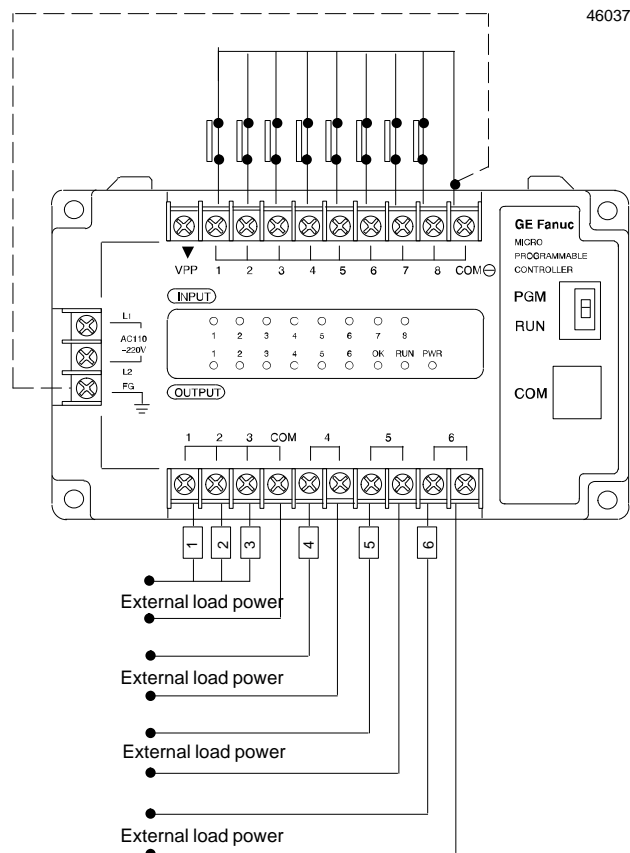 46037
GE Fanuc
MICRO
PROGRAMMABLE
CONTROLLER
PGM
RUN
COM
VPP 1 2 3 4 5 6 7 8 COM
INPUT
1 2 3 4 5 6 7 8
1 2 3 4 5 6 OK RUN PWR
OUTPUT
L1
AC110
-220V
L2
FG
1 2 3 COM 4 5 6
1 2 3 4 5 6
External load power
External load power
External load power
External load power